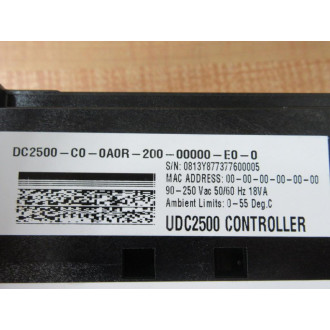 DC2500-C0-0A0R-200-00000-E0-0
S/N: 0813Y877377600005
MAC ADDRESS: 00-00-00-00-00-00
90-250 Vac 50/60 Hz 18VA
Ambient Limits: 0-55 Deg.C
UDC2500 CONTROLLER